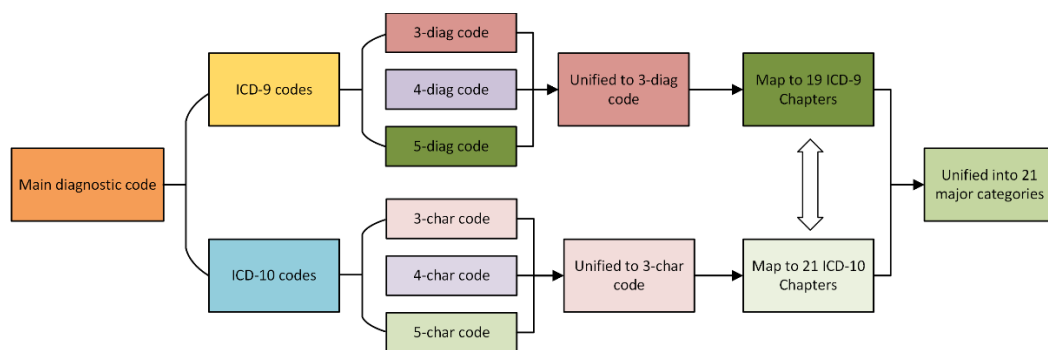 Main diagnostic code
ICD-9 codes
3-diag code
4-diag code
5-diag code
Unified to 3-diag
code
Map to 19 ICD-9
Chapters
ICD-10 codes
3-char code
4-char code
5-char code
Unified to 3-char
code
Map to 21 ICD-10
Chapters
Unified into 21
major categories